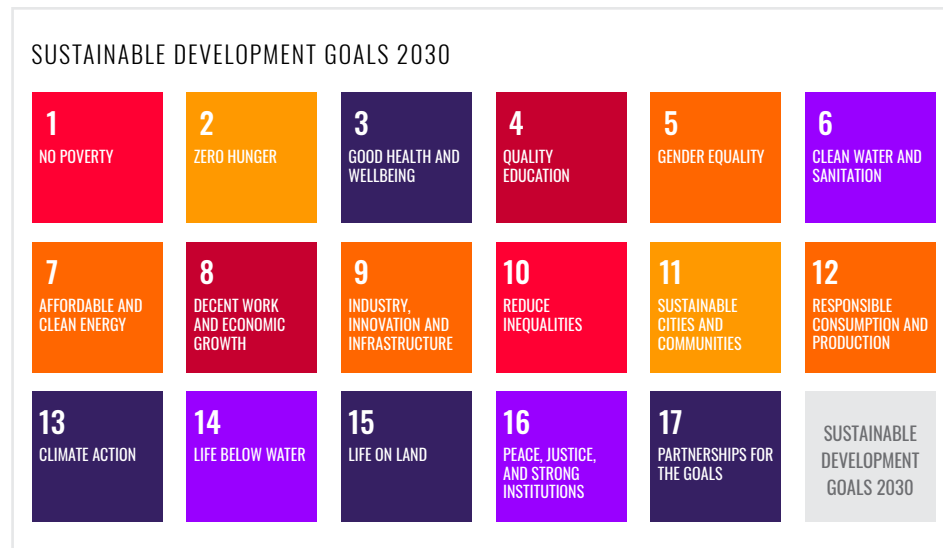 SUSTAINABLE DEVELOPMENT GOALS 2030
1
NO POVERTY
2
ZERO HUNGER
3
GOOD HEALTH AND
WELLBEING
4
QUALITY
EDUCATION
5
GENDER EQUALITY
6
CLEAN WATER AND
SANITATION
7
AFFORDABLE AND
CLEAN ENERGY
8
DECENT WORK
AND ECONOMIC
GROWTH
9
INDUSTRY,
INNOVATION AND
INFRASTRUCTURE
10
REDUCE
INEQUALITIES
11
SUSTAINABLE
CITIES AND
COMMUNITIES
12
RESPONSIBLE
CONSUMPTION AND
PRODUCTION
13
CLIMATE ACTION
14
LIFE BELOW WATER
15
LIFE ON LAND
16
PEACE, JUSTICE,
AND STRONG
INSTITUTIONS
17
PARTNERSHIPS FOR
THE GOALS
SUSTAINABLE
DEVELOPMENT
GOALS 2030